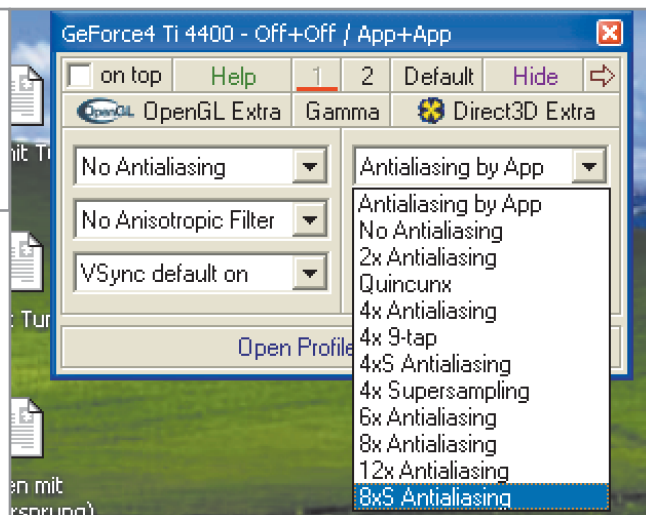 GeForce4 Ti 4400 - Off+Off / App+App
on top Help 1 2 Default Hide
OpenGL OpenGL Extra Gamma Direct3D Extra
No Antialiasing
No Anisotropic Filter
VSync default on
Antialiasing by App
Antialiasing by App
No Antialiasing
2x Antialiasing
Quincunx
4x Antialiasing
4x 9-tap
4xS Antialiasing
4x Supersampling
6x Antialiasing
8x Antialiasing
12x Antialiasing
8xS Antialiasing
Open Profile
mit
en mit